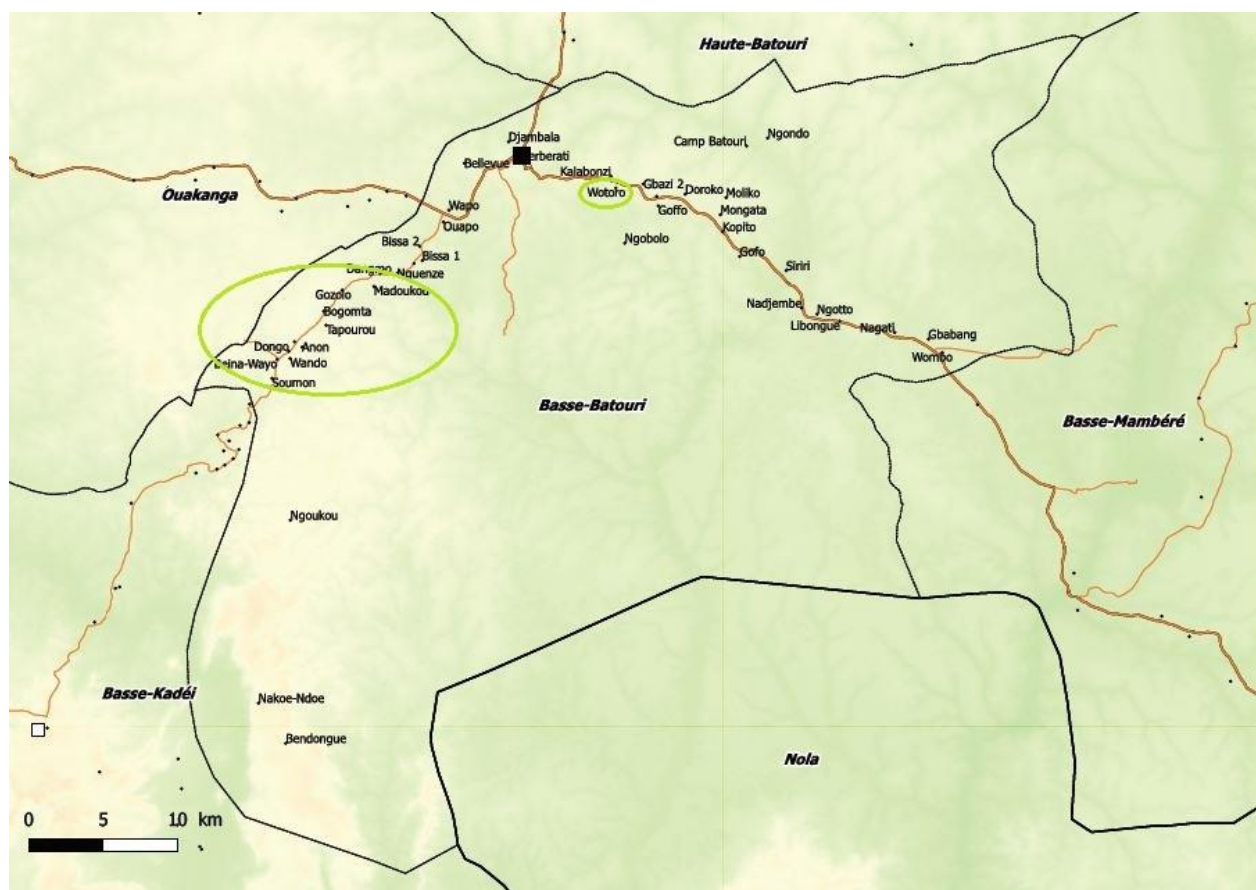 Haute-Batouri
Djambala
Camp Batouri
Ngondo
Bellevue
Kalabonzi
Ouakanga
Wotoro
Gbazi 2
Doroko
Moliko
Wapo
Goffo
Mongata
Ouapo
Kopito
Bissa 2
Ngobolo
Bissa 1
Gofo
Nguenze
Siriri
Gozolo
Madoukou
Bogomta
Nadjembe
Ngotto
Tapourou
Libongue
Nagati
Gbabang
Dongo
Anon
Wombo
Wando
Soumon
Basse-Batouri
Basse-Mambéré
Ngoukou
Basse-Kadéi
Nakoe-Ndoe
Bendongue
Nola
0 5 10 km